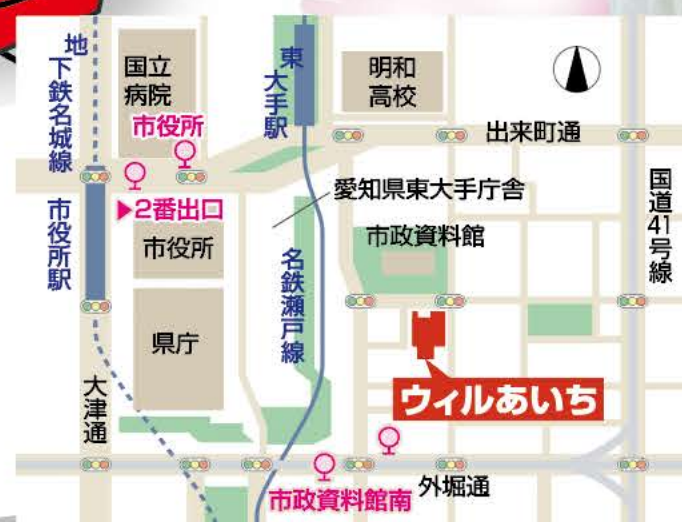 地下鉄名城線
国立
病院
市役所
東大手駅
明和
高校
出来町通
国道41号線
市役所駅
▶2番出口
市役所
愛知県東大手庁舎
市政資料館
名鉄瀬戸線
県庁
大津通
ウィルあいち
市政資料館南
外堀通